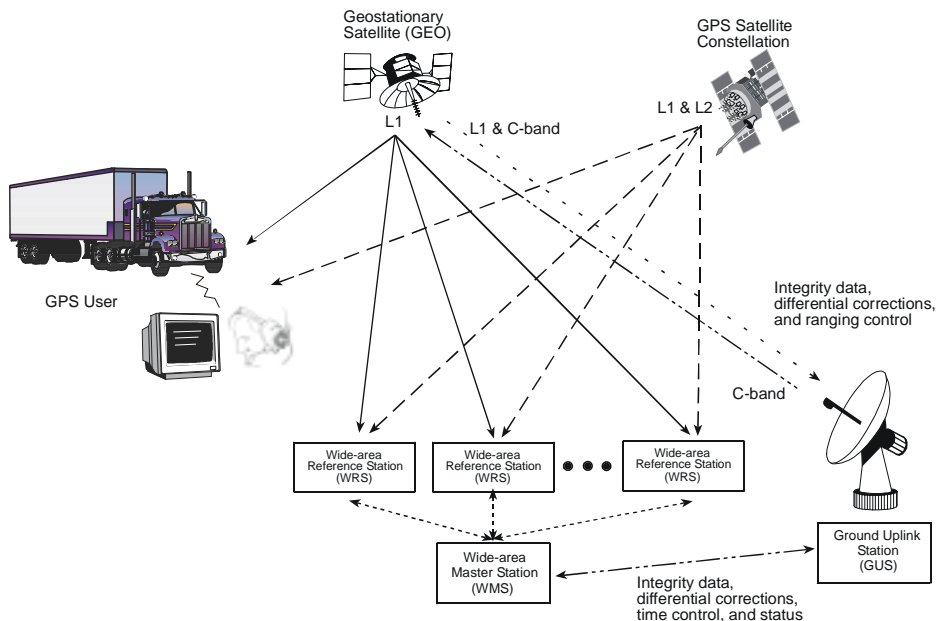 Geostationary
Satellite (GEO)
GPS Satellite
Constellation
L1
L1 & C-band
L1 & L2
GPS User
Integrity data,
differential corrections,
and ranging control
C-band
Wide-area
Reference Station
(WRS)
Wide-area
Reference Station
(WRS)
Wide-area
Reference Station
(WRS)
Wide-area
Master Station
(WMS)
Ground Uplink
Station
(GUS)
Integrity data,
differential corrections,
time control, and status